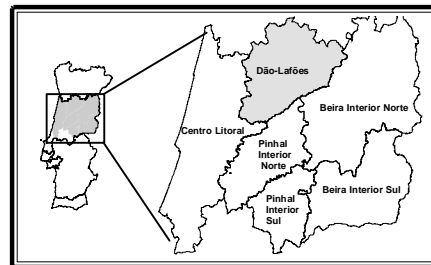 Dão-Lafões
Beira Interior Norte
Centro Litoral
Pinhal
Interior
Norte
Beira Interior Sul
Pinhal
Interior
Sul